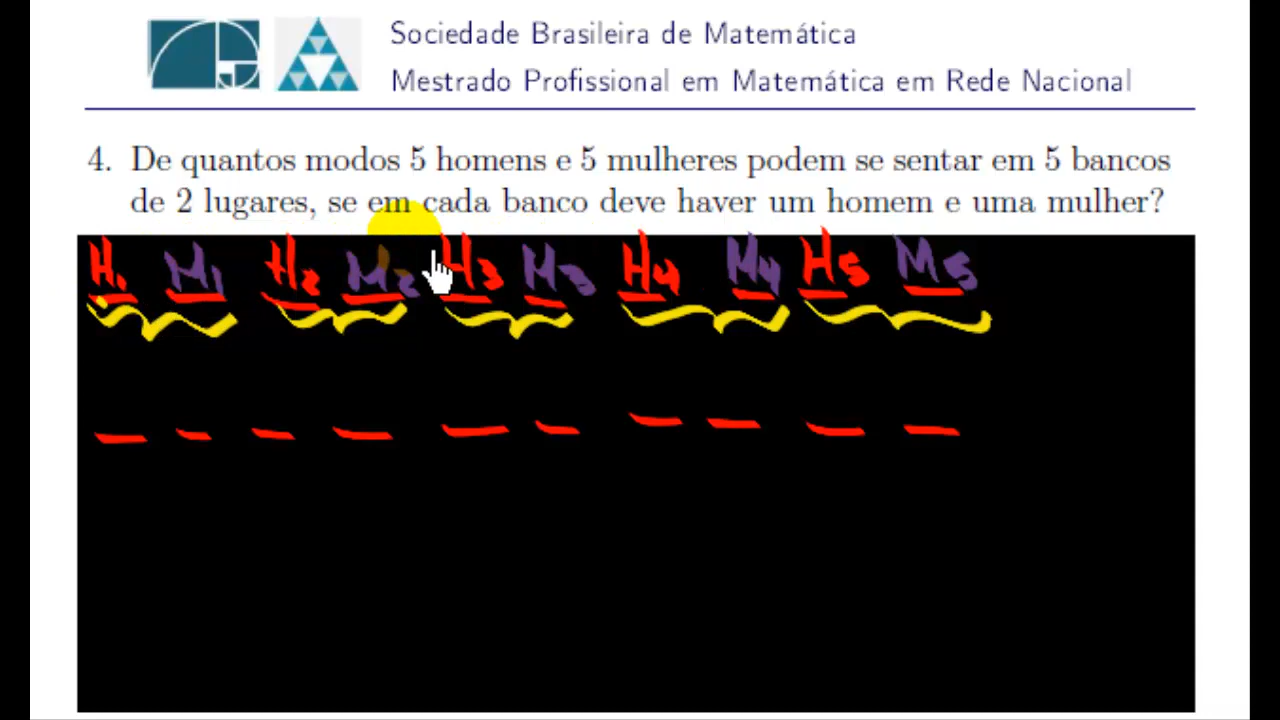 Sociedade Brasileira de Matemática
Mestrado Profissional em Matemática em Rede Nacional
4. De quantos modos 5 homens e 5 mulheres podem se sentar em 5 bancos
de 2 lugares, se em cada banco deve haver um homem e uma mulher?
H1 M1 H2 M2 H3 M3 H4 M4 H5 M5